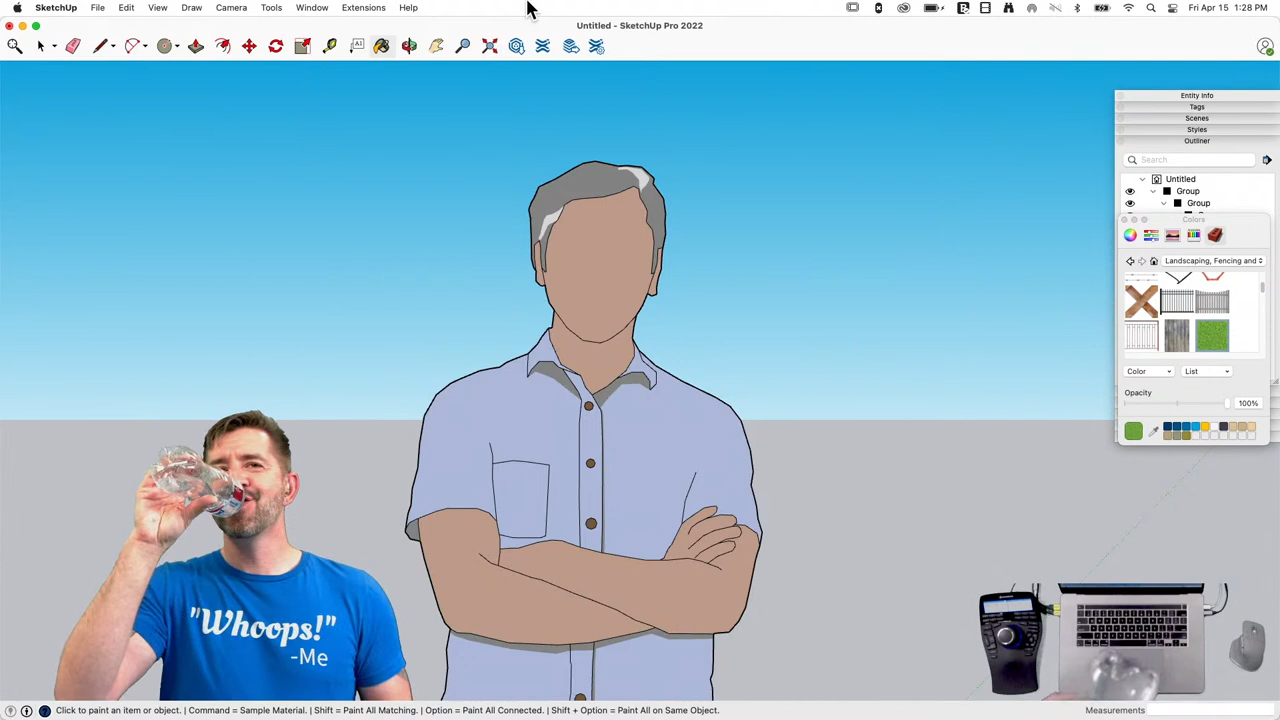 SketchUp File Edit View Draw Camera Tools Window Extensions Help Fri Apr 15 1:28 PM
Untitled - SketchUp Pro 2022
A1
Entity Info
Tags
Scenes
Styles
Outliner
Search
Untitled
Group
Group
Colors
Landscaping, Fencing and
Color List
Opacity
100%
"Whoops!"
-Me
Click to paint an item or object. | Command = Sample Material. | Shift = Paint All Matching. | Option = Paint All Connected. | Shift + Option = Paint All on Same Object. Measurements